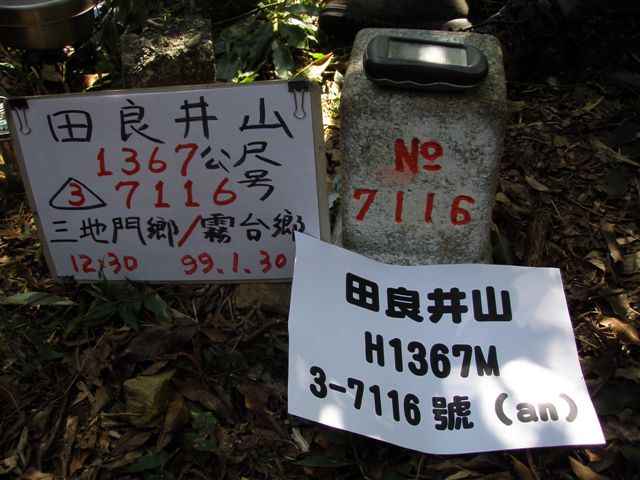 田良井山
1367公尺
3 7116号
三地門鄉/霧台鄉
12:30 99.1.30
No
7116
田良井山
H1367M
3-7116號(an)